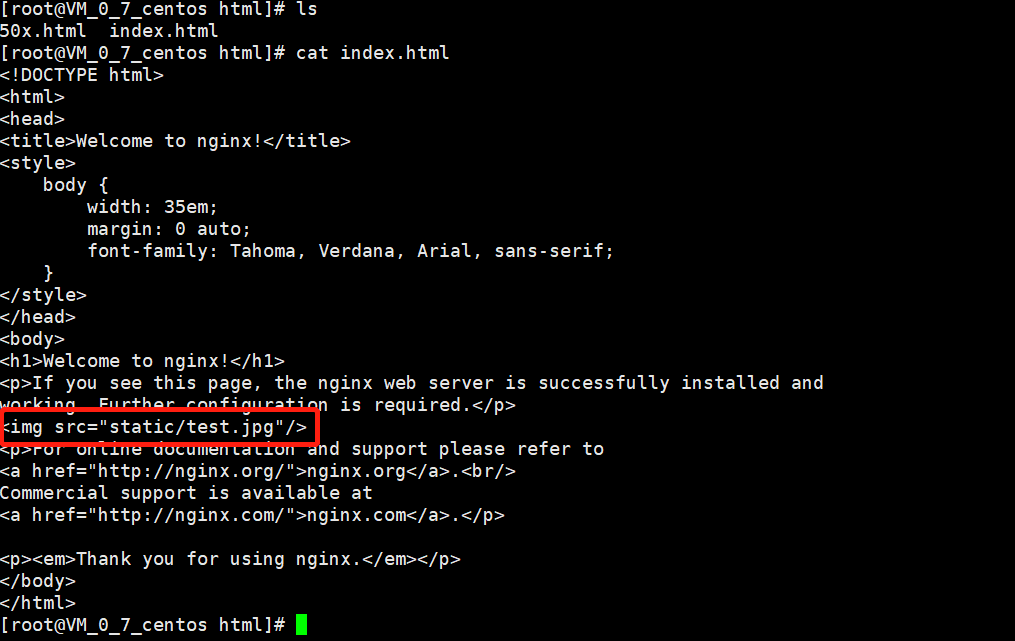 [root@VM_0_7_centos html]# ls
50x.html  index.html
[root@VM_0_7_centos html]# cat index.html
<!DOCTYPE html>
<html>
<head>
<title>Welcome to nginx!</title>
<style>
    body {
        width: 35em;
        margin: 0 auto;
        font-family: Tahoma, Verdana, Arial, sans-serif;
    }
</style>
</head>
<body>
<h1>Welcome to nginx!</h1>
<p>If you see this page, the nginx web server is successfully installed and
working. Further configuration is required.</p>
<img src="static/test.jpg"/>
<p>For online documentation and support please refer to
<a href="http://nginx.org/">nginx.org</a>.<br/>
Commercial support is available at
<a href="http://nginx.com/">nginx.com</a>.</p>

<p><em>Thank you for using nginx.</em></p>
</body>
</html>
[root@VM_0_7_centos html]#